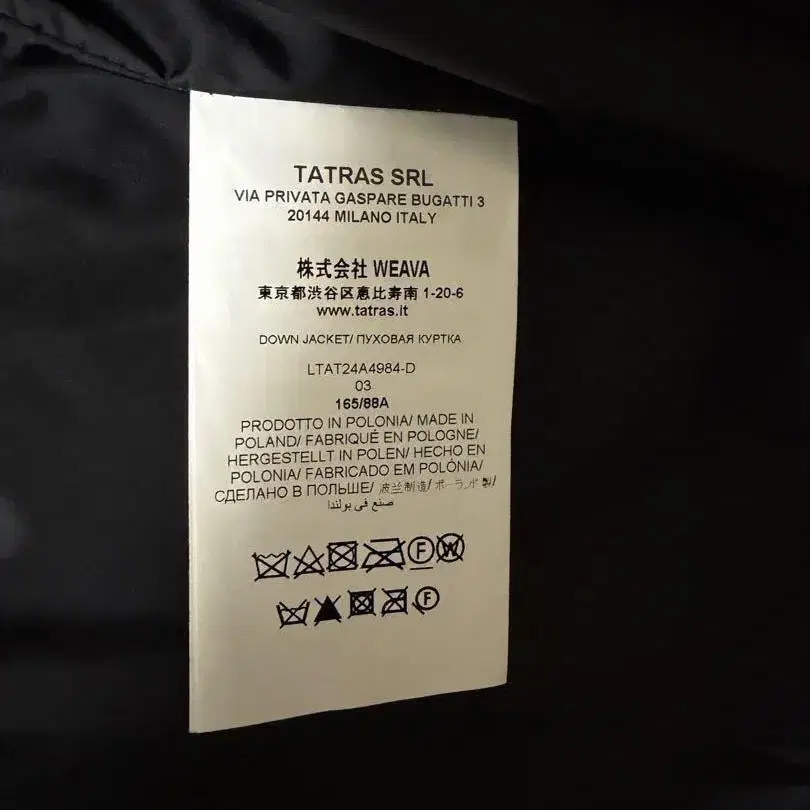 TATRAS SRL
VIA PRIVATA GASPARE BUGATTI 3
20144 MILANO ITALY
株式会社 WEAVA
東京都渋谷区恵比寿南 1-20-6
www.tatras.it
DOWN JACKET/ ПУХОВАЯ КУРТКА
LTAT24A4984-D
03
165/88A
PRODOTTO IN POLONIA/ MADE IN
POLAND/ FABRIQUÉ EN POLOGNE/
HERGESTELLT IN POLEN/ HECHO EN
POLONIA/ FABRICADO EM POLÓNIA/
СДЕЛАНО В ПОЛЬШЕ/ 波兰制造/ ポーランド製/
صنع في بولندا
F W
F